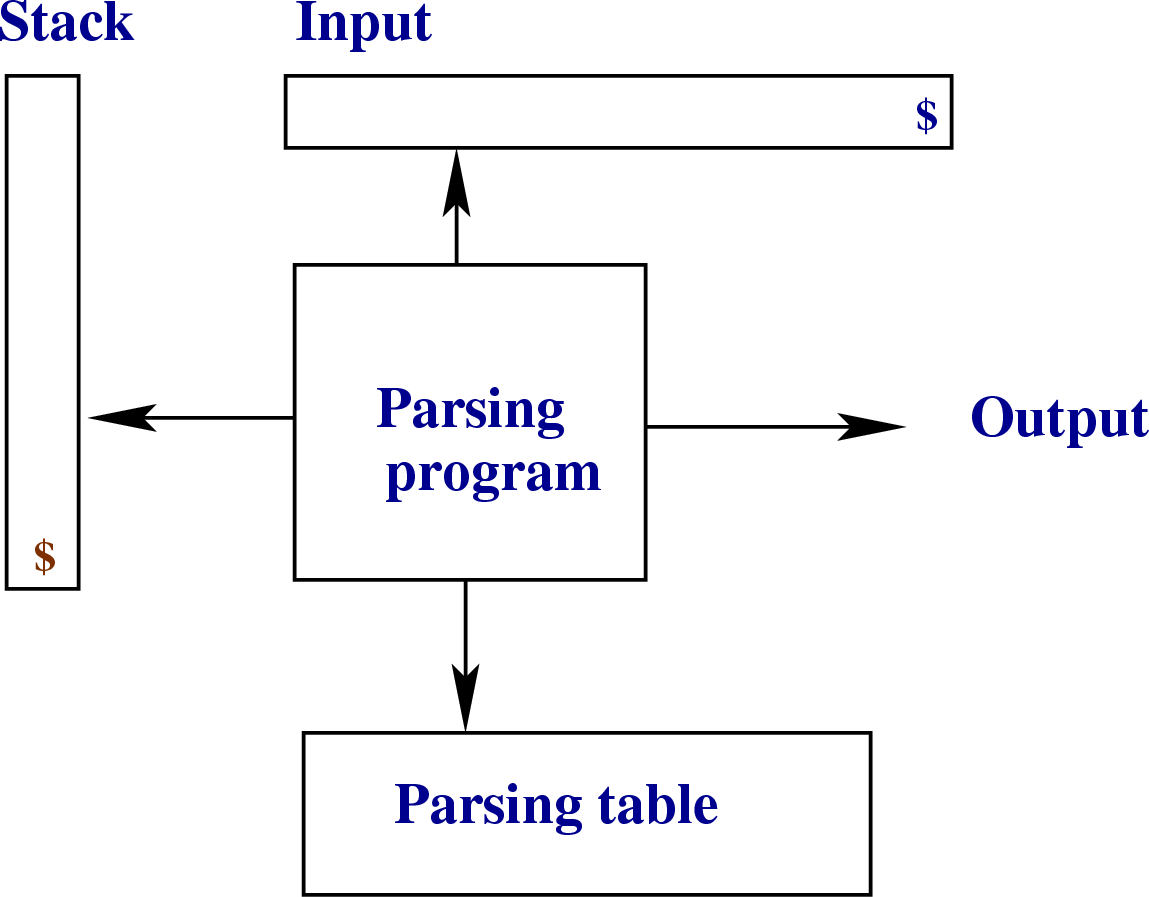 Stack
Input
$
Parsing
program
Output
$
Parsing table